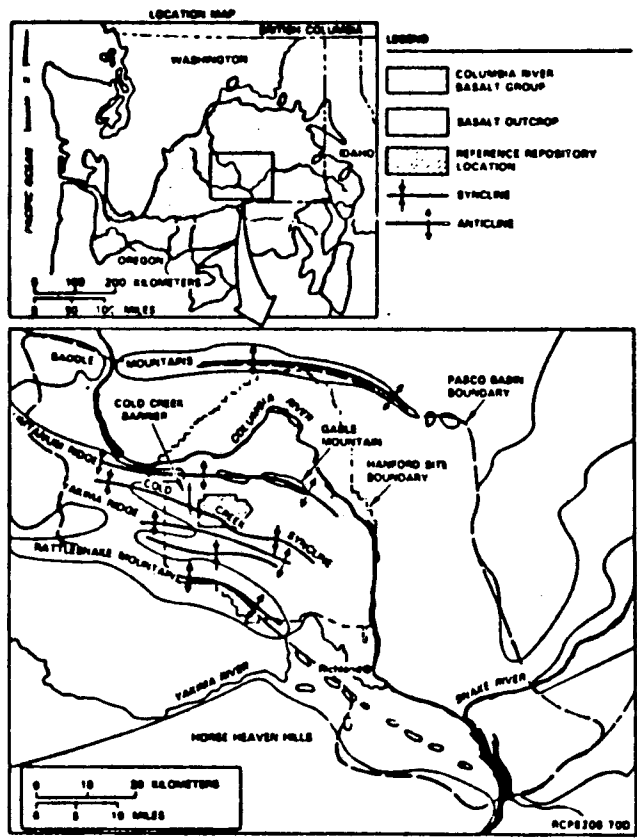 LOCATION MAP
BRITISH COLUMBIA
WASHINGTON
IDAHO
PACIFIC OCEAN
OREGON
0 100 200 KILOMETERS
0 50 MILES
LEGEND
COLUMBIA RIVER
BASALT GROUP
BASALT OUTCROP
REFERENCE REPOSITORY
LOCATION
SYNCLINE
ANTICLINE
SADDLE MOUNTAINS
PASCO BASIN
BOUNDARY
COLD CREEK
BARRIER
COLUMBIA RIVER
GABLE
MOUNTAIN
UMTANUM RIDGE
HANFORD SITE
BOUNDARY
COLD CREEK SYNCLINE
YAKIMA RIDGE
RATTLESNAKE MOUNTAIN
Richland
YAKIMA RIVER
SNAKE RIVER
HORSE HEAVEN HILLS
0 10 20 KILOMETERS
0 5 10 MILES